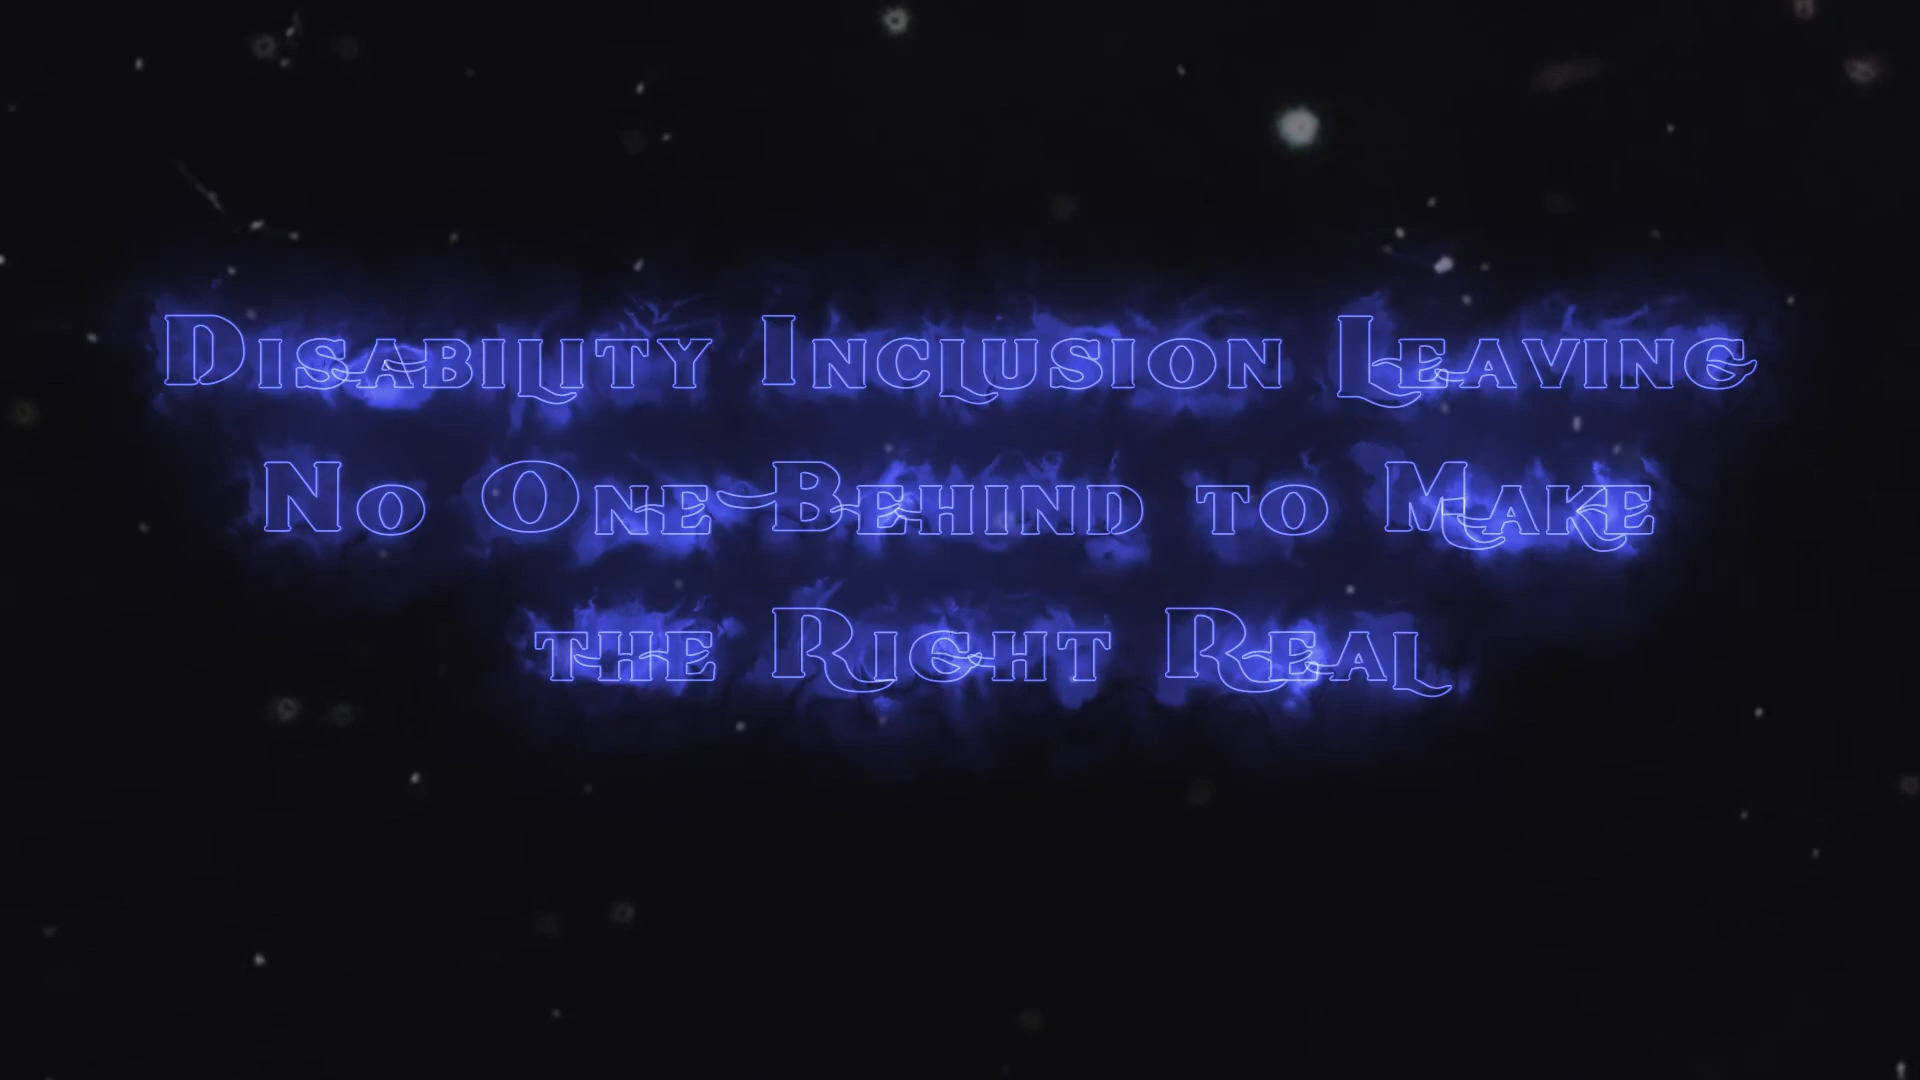 Disability Inclusion Leaving
No One Behind to Make
the Right Real